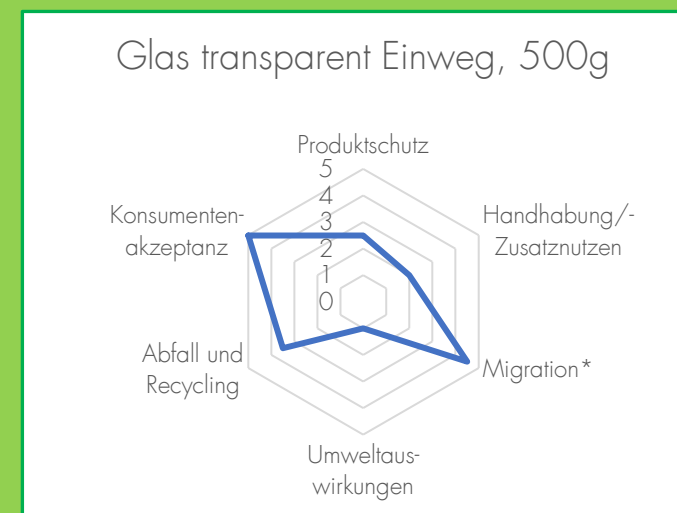 Glas transparent Einweg, 500g
Produktschutz
5
4
3
2
1
0
Handhabung/-
Zusatznutzen
Migration*
Umweltaus-
wirkungen
Abfall und
Recycling
Konsumenten-
akzeptanz